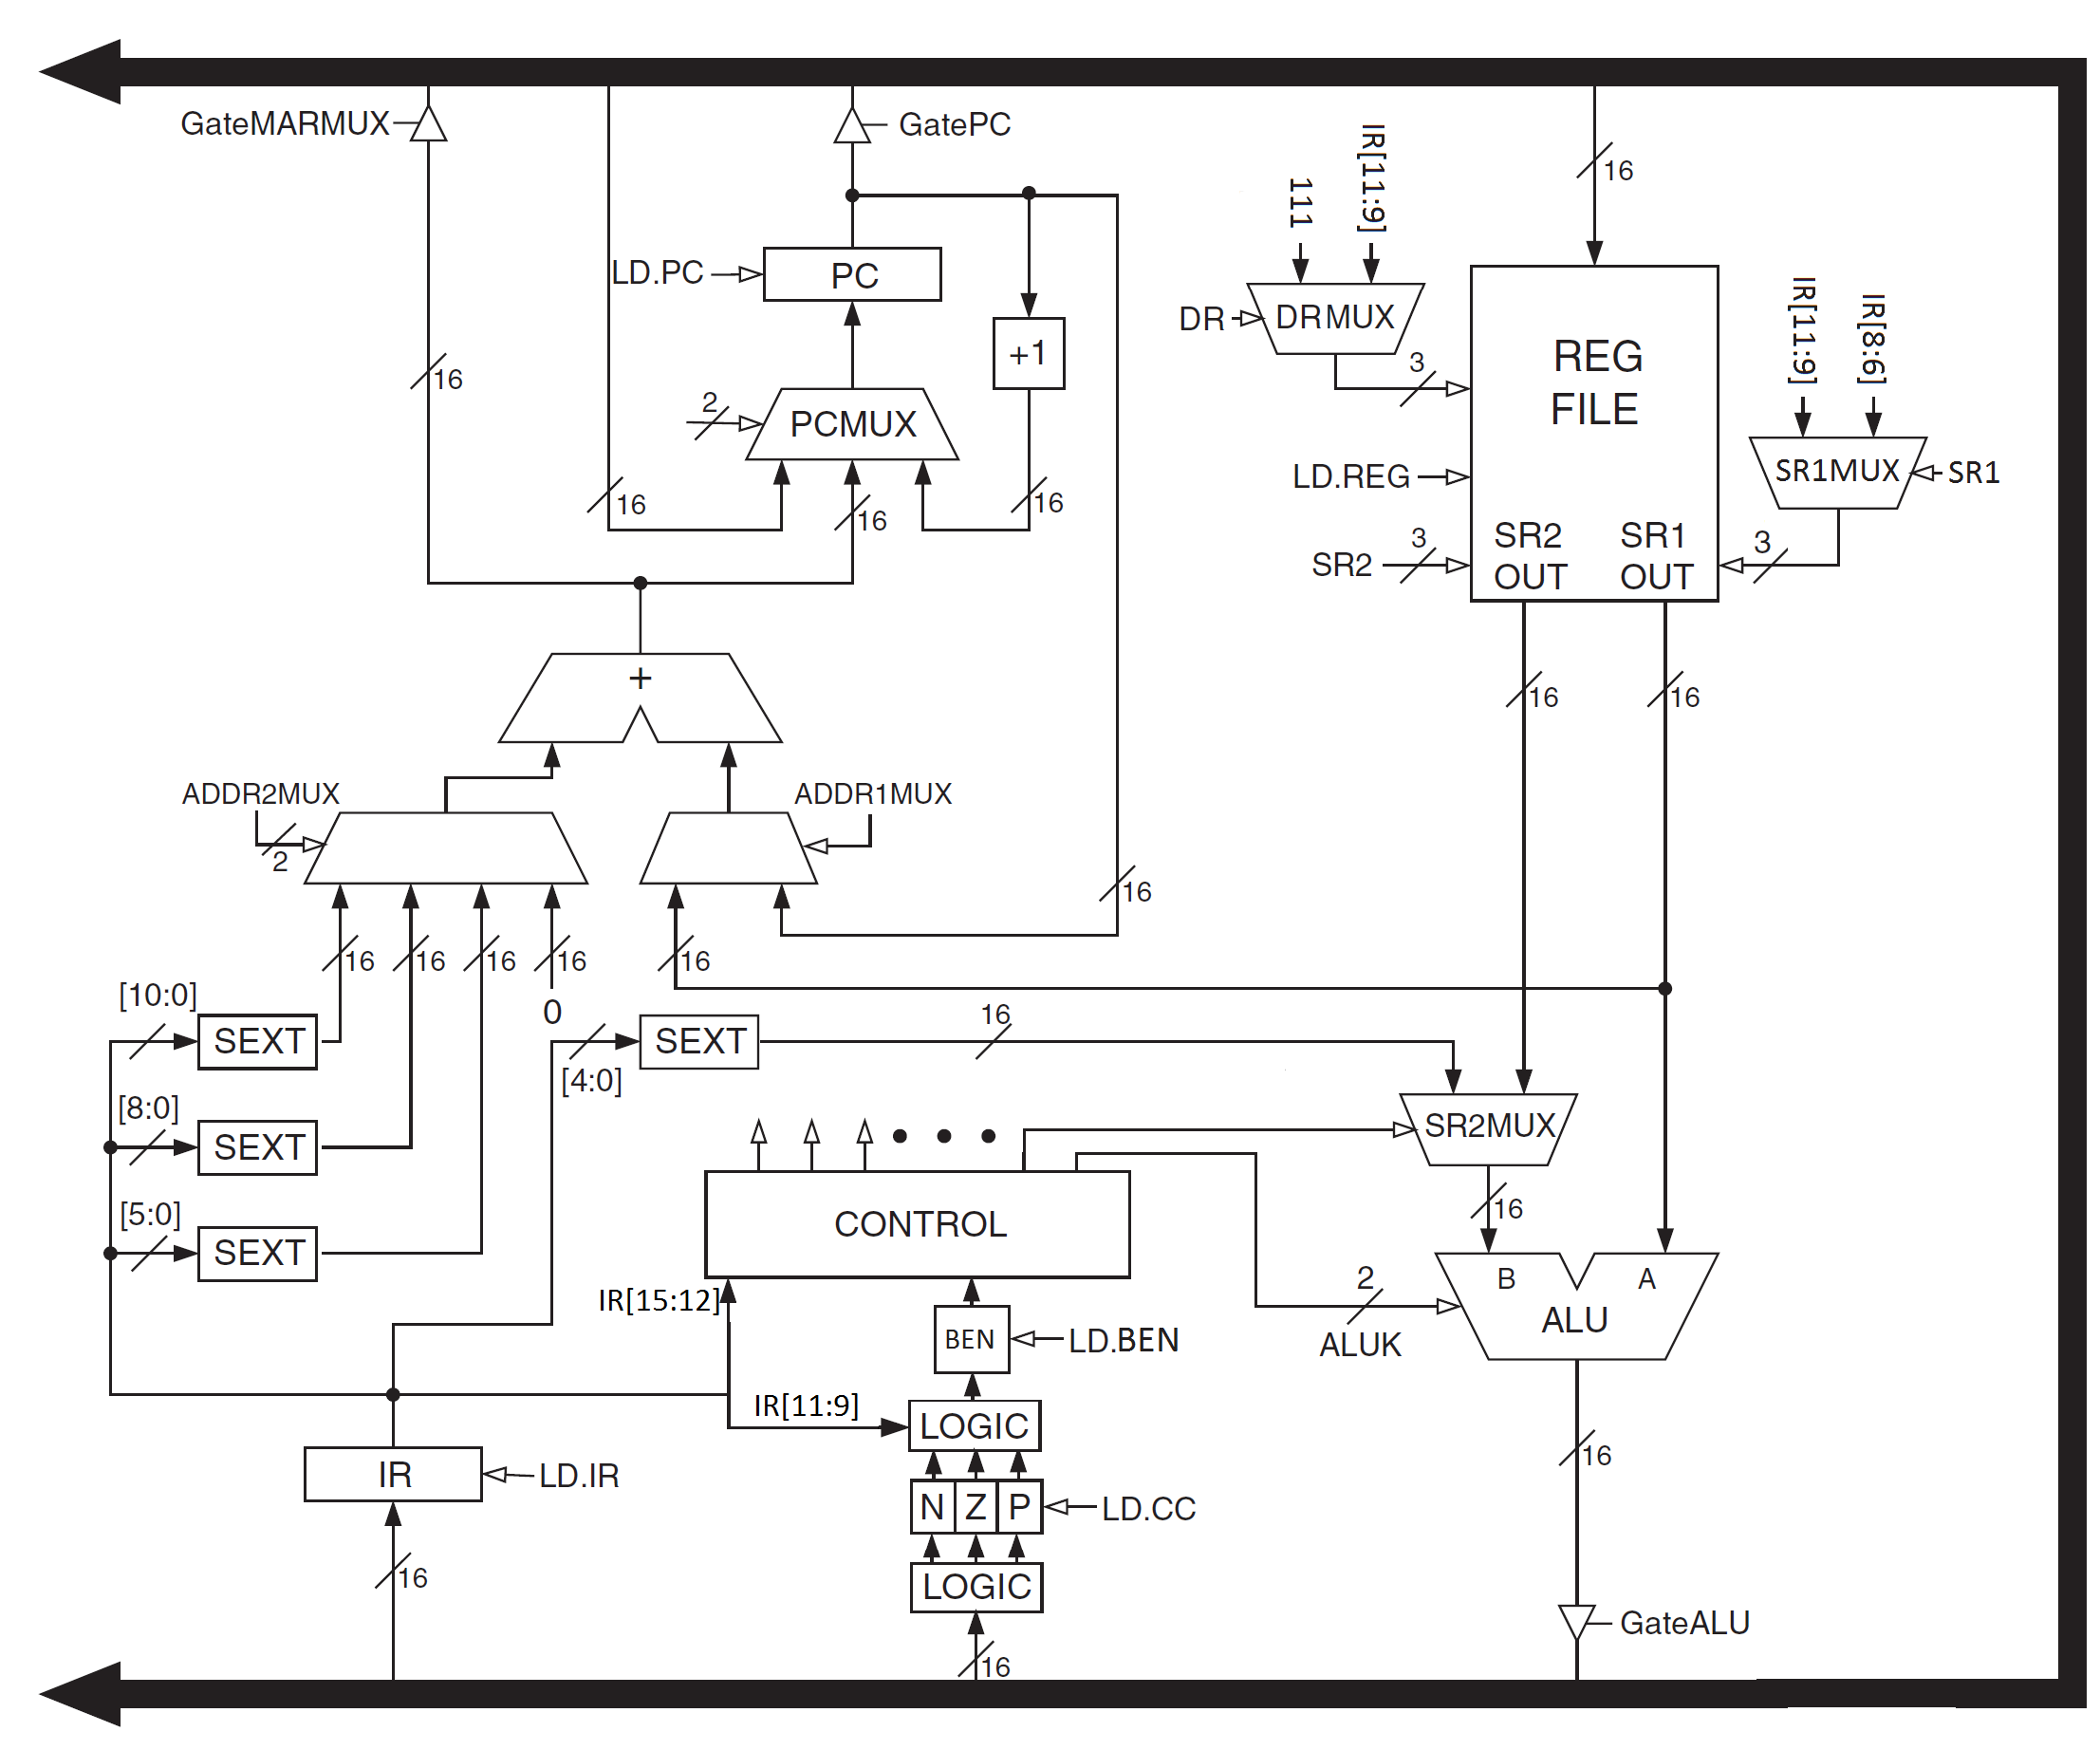 GateMARMUX
GatePC
IR[11:9]
111
16
LD.PC
PC
DR
DRMUX
+1
REG
FILE
IR[11:9]
IR[8:6]
16
2
PCMUX
3
SR1MUX
SR1
LD.REG
16
16
16
SR2
OUT
SR1
OUT
SR2
3
3
+
16
16
ADDR2MUX
ADDR1MUX
2
16
16
16
16
16
16
[10:0]
0
SEXT
[4:0]
SEXT
16
[8:0]
SEXT
SR2MUX
[5:0]
SEXT
CONTROL
16
B
A
ALU
2
ALUK
IR[15:12]
BEN
LD.BEN
IR[11:9]
LOGIC
16
IR
LD.IR
N
Z
P
LD.CC
16
LOGIC
GateALU
16